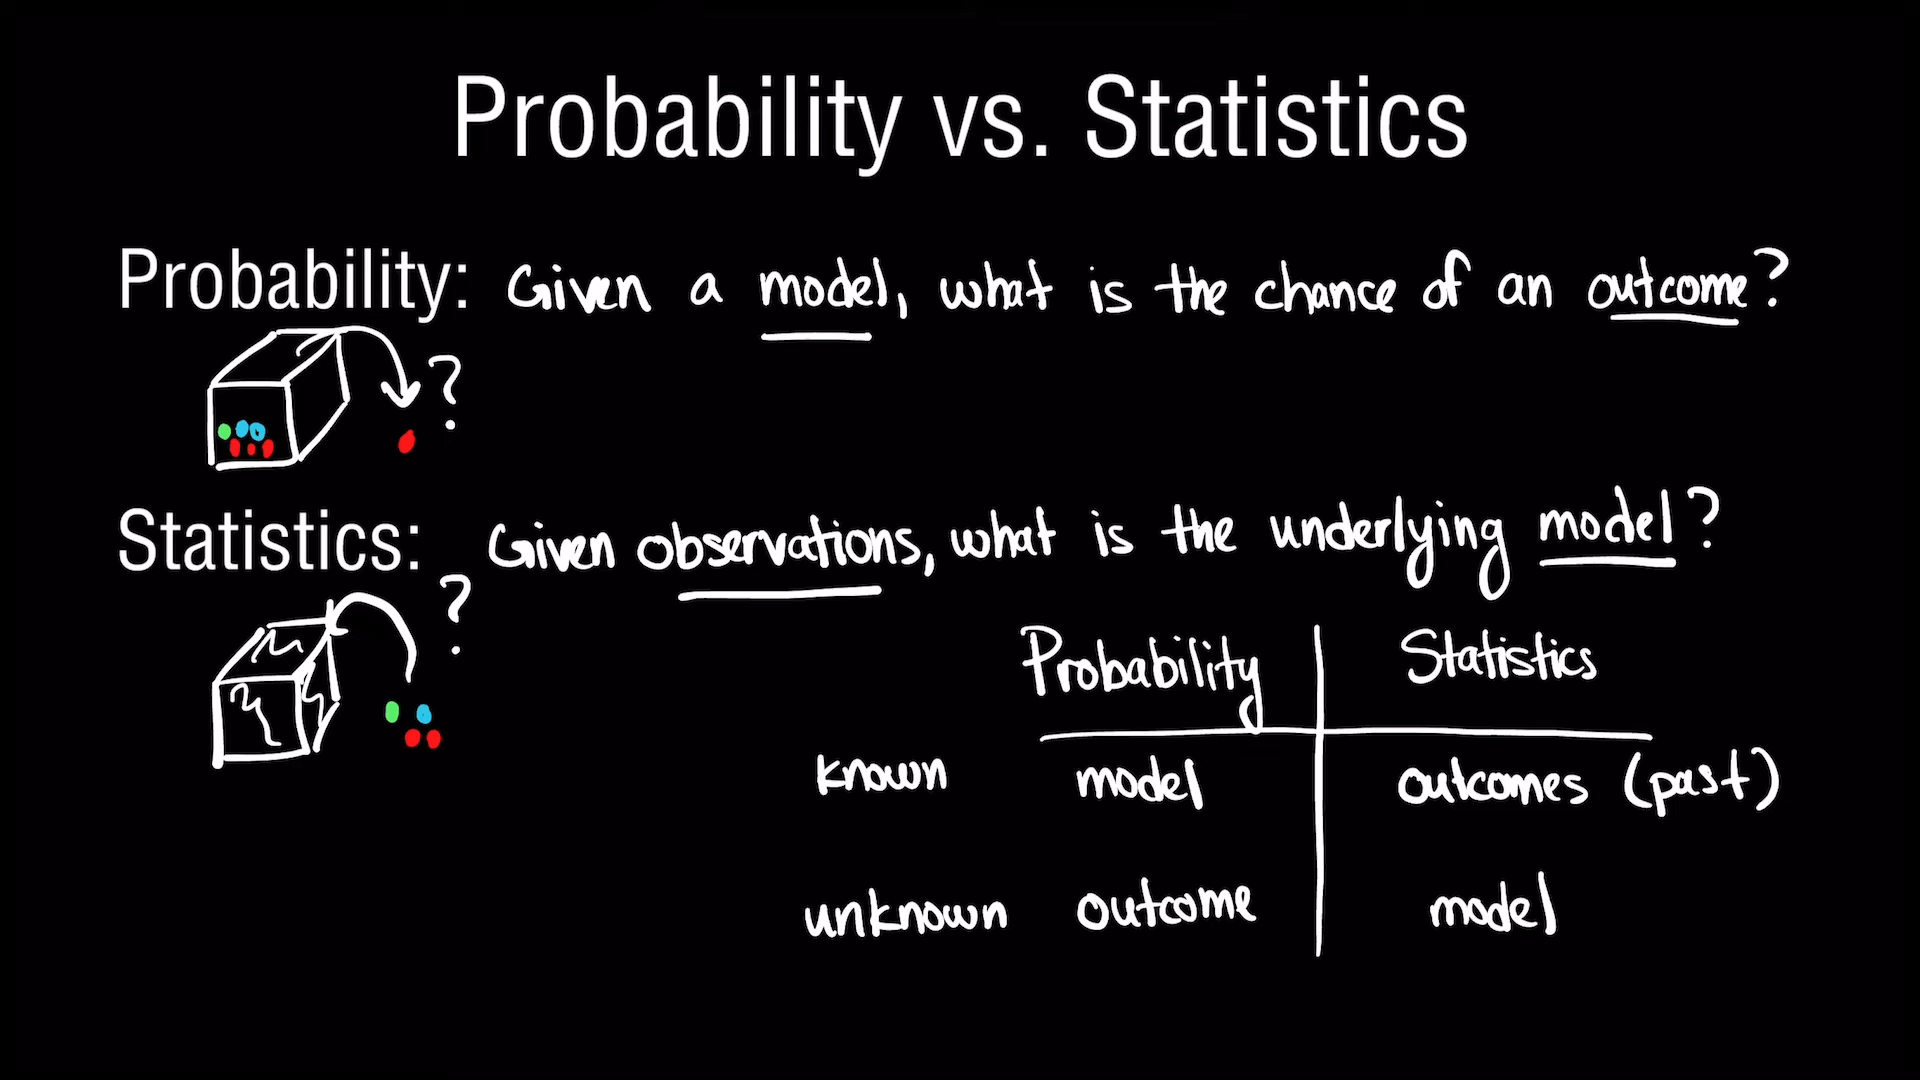 Probability vs. Statistics
Probability: Given a model, what is the chance of an outcome?
?
Statistics: Given observations, what is the underlying model?
?
Probability Statistics
known model outcomes (past)
unknown outcome model